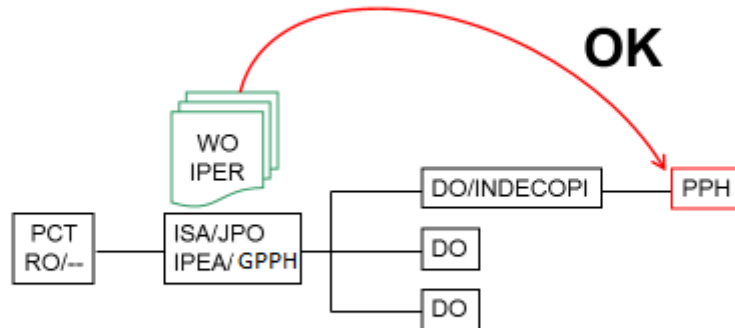 OK
WO
IPER
DO/INDECOPI
PPH
PCT
RO/--
ISA/JPO
IPEA/ GPPH
DO
DO